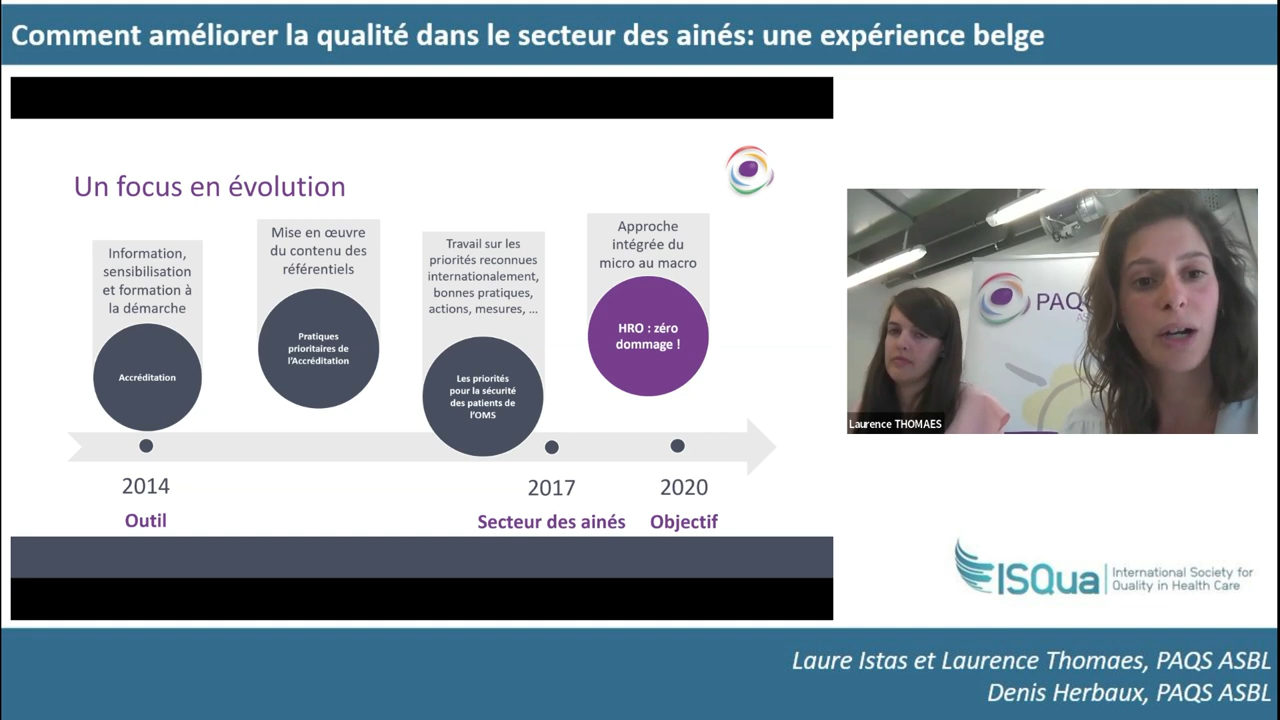 Comment améliorer la qualité dans le secteur des ainés: une expérience belge
Un focus en évolution
Information,
sensibilisation
et formation à
la démarche
Accréditation
Mise en œuvre
du contenu des
référentiels
Pratiques
prioritaires de
l'Accréditation
Travail sur les
priorités reconnues
internationalement,
bonnes pratiques,
actions, mesures, ...
Les priorités
pour la sécurité
des patients de
l'OMS
Approche
intégrée du
micro au macro
HRO : zéro
dommage !
2014
2017
2020
Outil
Secteur des ainés
Objectif
PAQS
Laurence THOMAES
ISQua
International Society for
Quality in Health Care
Laure Istas et Laurence Thomaes, PAQS ASBL
Denis Herbaux, PAQS ASBL